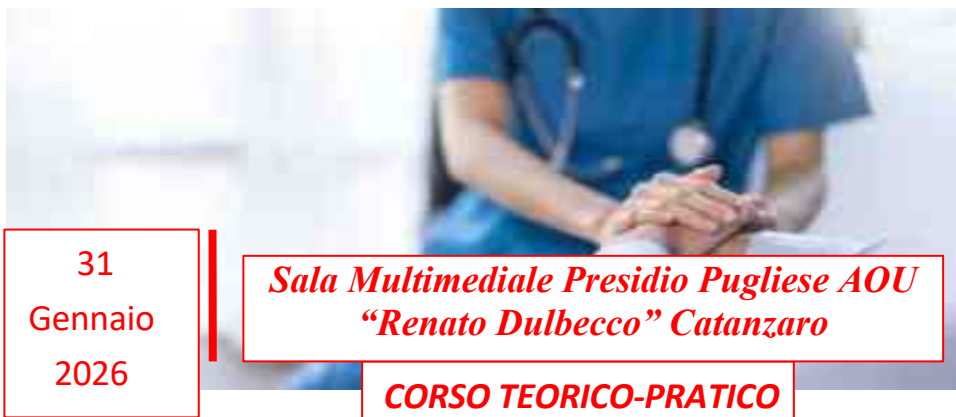 31
Gennaio
2026
Sala Multimediale Presidio Pugliese AOU
“Renato Dulbecco” Catanzaro
CORSO TEORICO-PRATICO